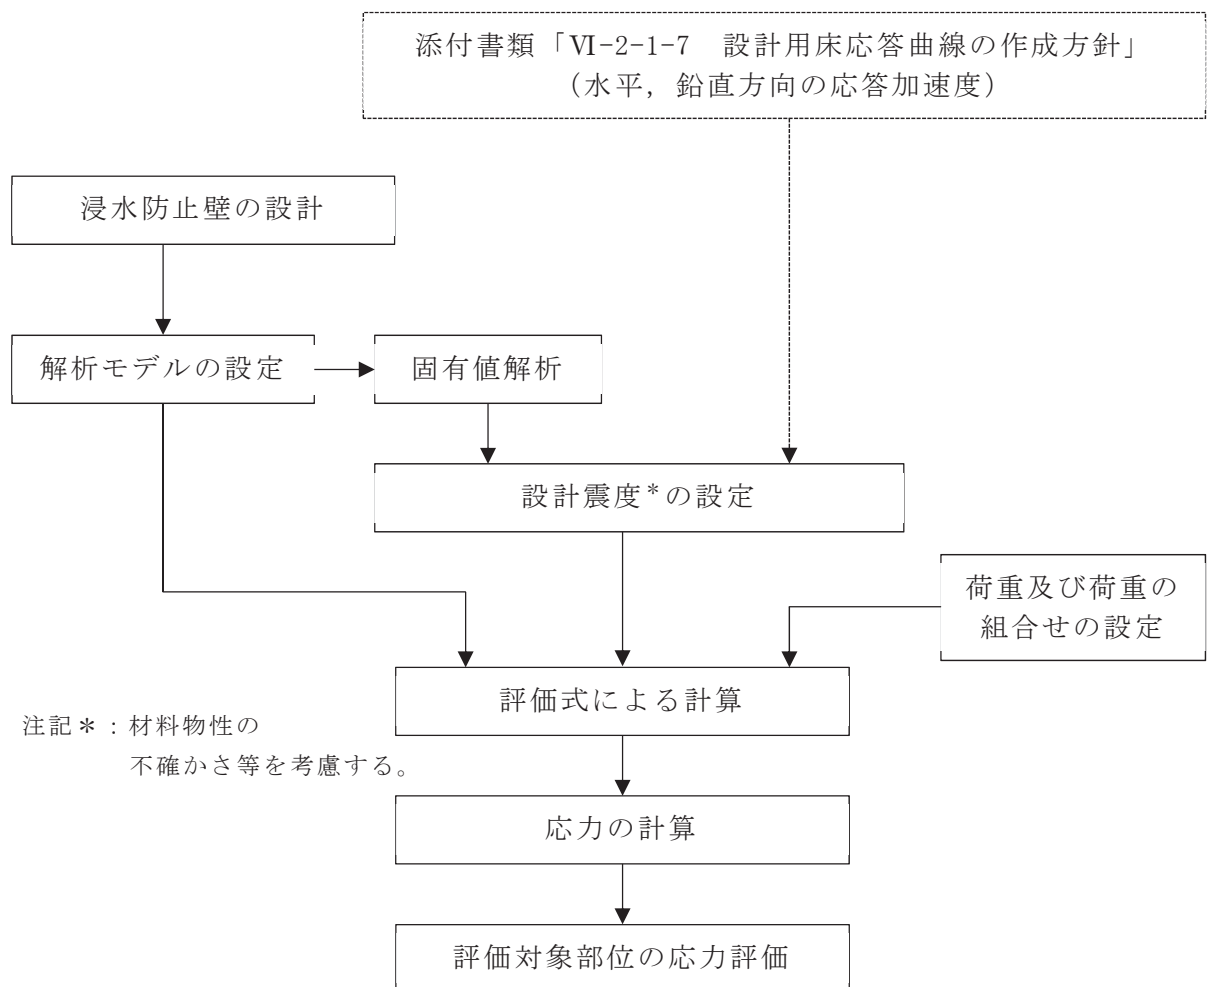 添付書類「Ⅵ-2-1-7　設計用床応答曲線の作成方針」
（水平，鉛直方向の応答加速度）
浸水防止壁の設計
解析モデルの設定
固有値解析
設計震度＊の設定
荷重及び荷重の
組合せの設定
評価式による計算
注記＊：材料物性の
不確かさ等を考慮する。
応力の計算
評価対象部位の応力評価